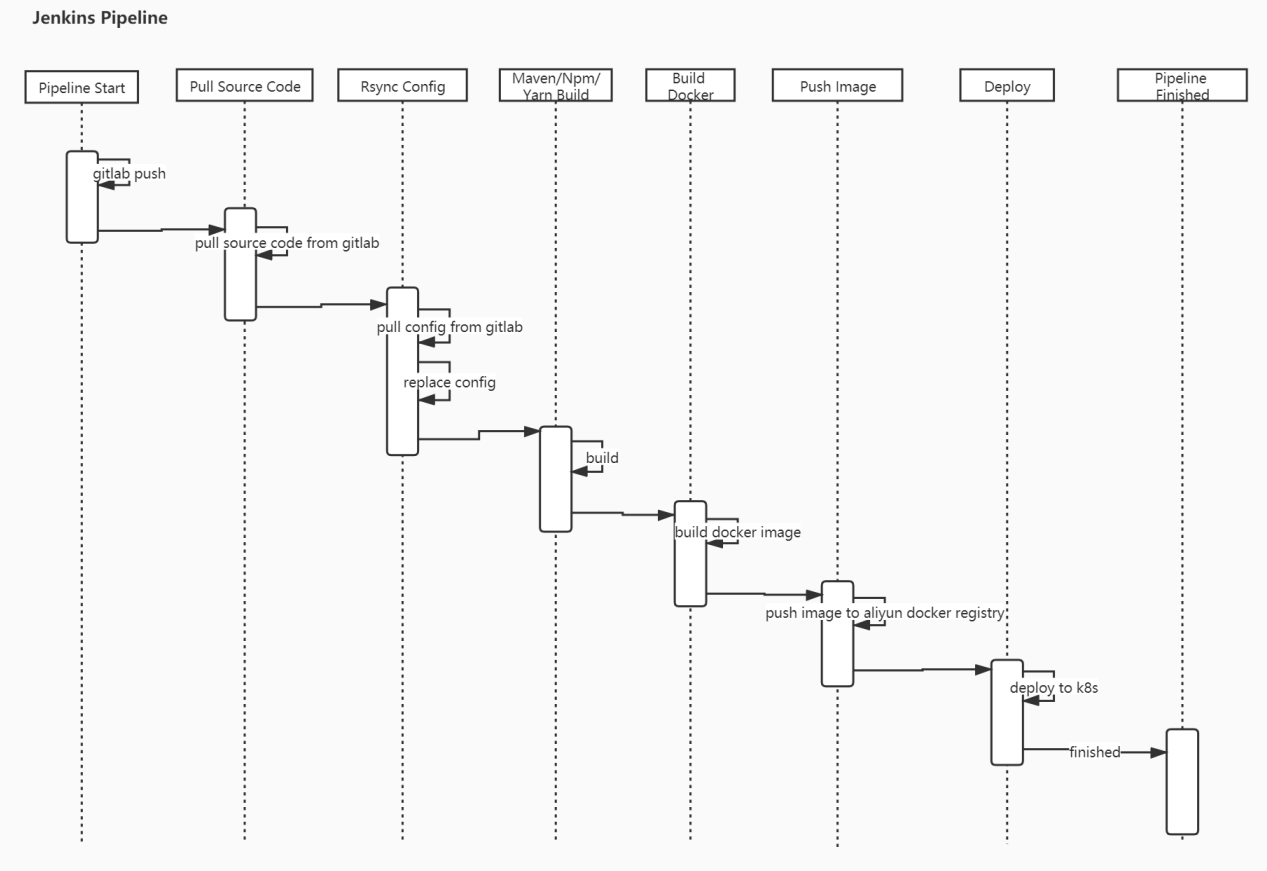 Jenkins Pipeline
Pipeline Start
Pull Source Code
Rsync Config
Maven/Npm/
Yarn Build
Build
Docker
Push Image
Deploy
Pipeline
Finished
gitlab push
pull source code from gitlab
pull config from gitlab
replace config
build
build docker image
push image to aliyun docker registry
deploy to k8s
finished